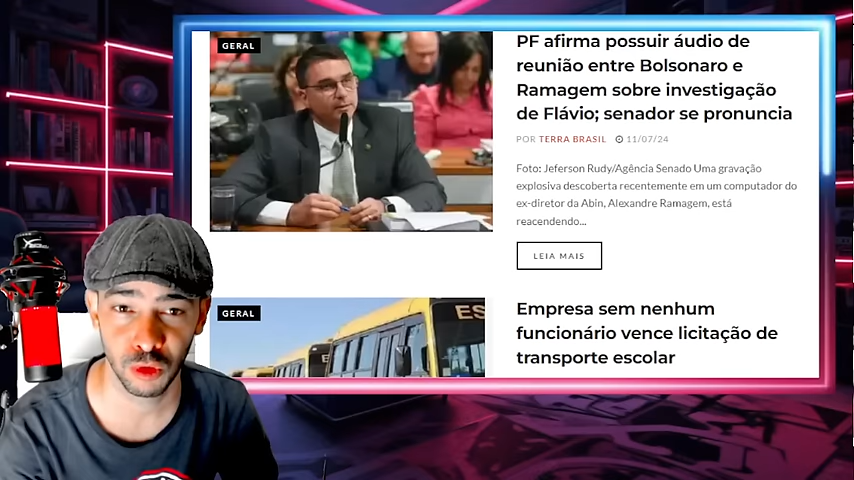 GERAL
PF afirma possuir áudio de
reunião entre Bolsonaro e
Ramagem sobre investigação
de Flávio; senador se pronuncia
POR TERRA BRASIL 11/07/24
Foto: Jeferson Rudy/Agência Senado Uma gravação
explosiva descoberta recentemente em um computador do
ex-diretor da Abin, Alexandre Ramagem, está
reacendendo...
LEIA MAIS
GERAL
ES
Empresa sem nenhum
funcionário vence licitação de
transporte escolar